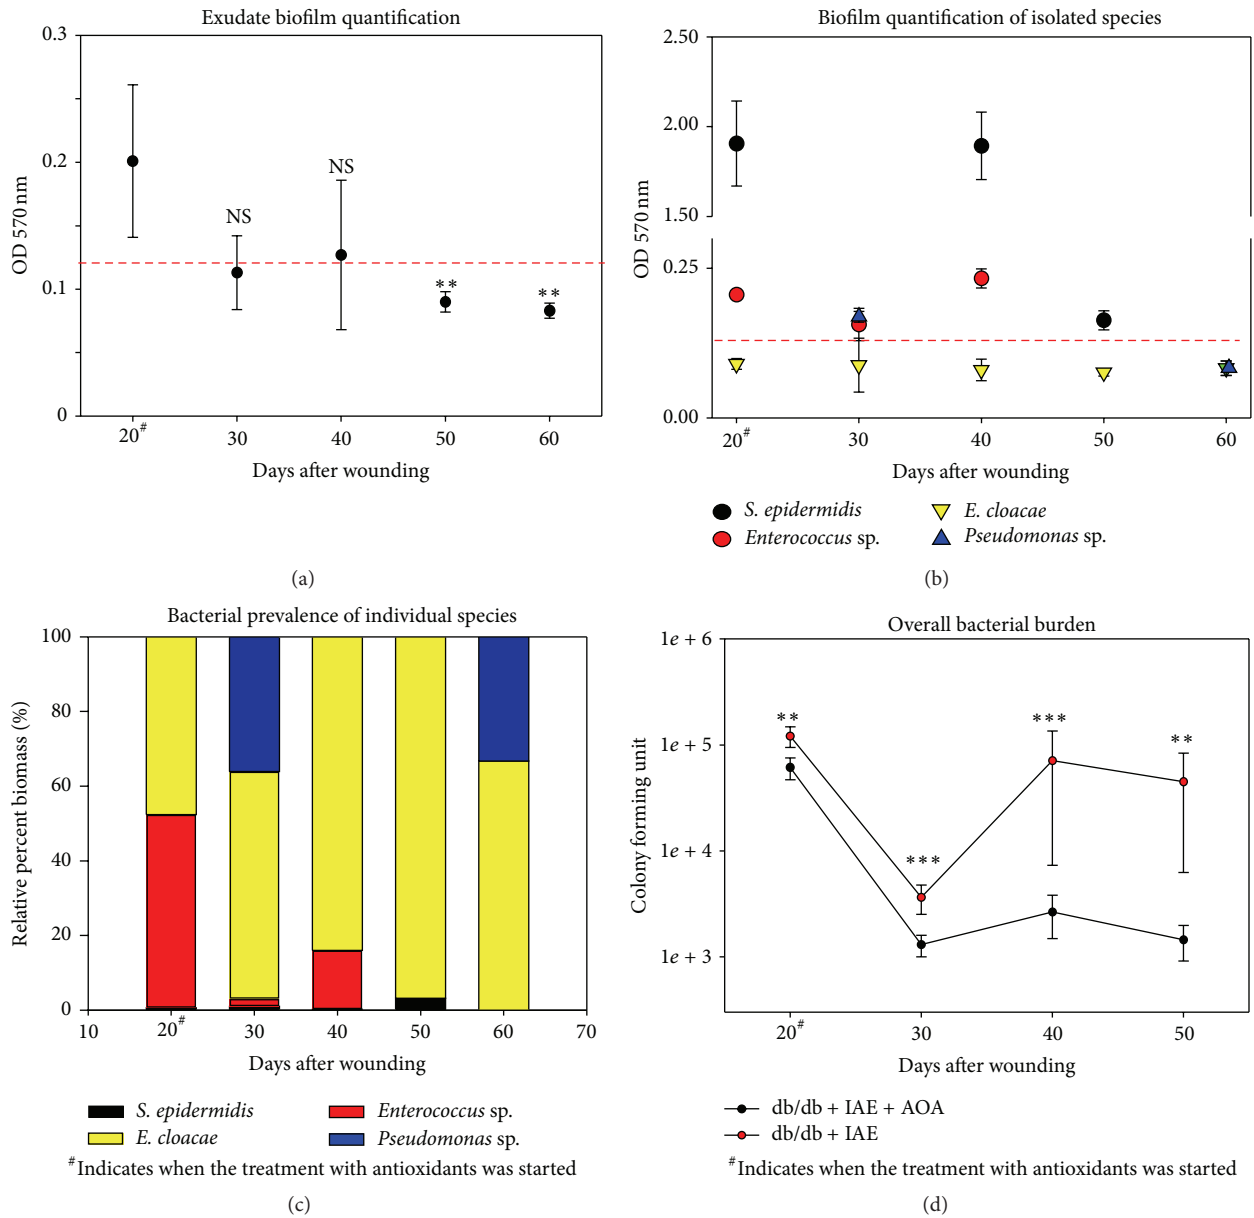 Exudate biofilm quantification
0.3
0.2
0.1
0
OD 570 nm
NS
NS
**
**
20#
30
40
50
60
Days after wounding
(a)
Biofilm quantification of isolated species
2.50
2.00
1.50
0.25
0.00
OD 570 nm
20#
30
40
50
60
Days after wounding
S. epidermidis
Enterococcus sp.
E. cloacae
Pseudomonas sp.
(b)
Bacterial prevalence of individual species
100
80
60
40
20
0
Relative percent biomass (%)
10
20#
30
40
50
60
70
Days after wounding
S. epidermidis
E. cloacae
Enterococcus sp.
Pseudomonas sp.
#Indicates when the treatment with antioxidants was started
(c)
Overall bacterial burden
1e + 6
1e + 5
1e + 4
1e + 3
Colony forming unit
**
***
***
**
20#
30
40
50
Days after wounding
db/db + IAE + AOA
db/db + IAE
#Indicates when the treatment with antioxidants was started
(d)